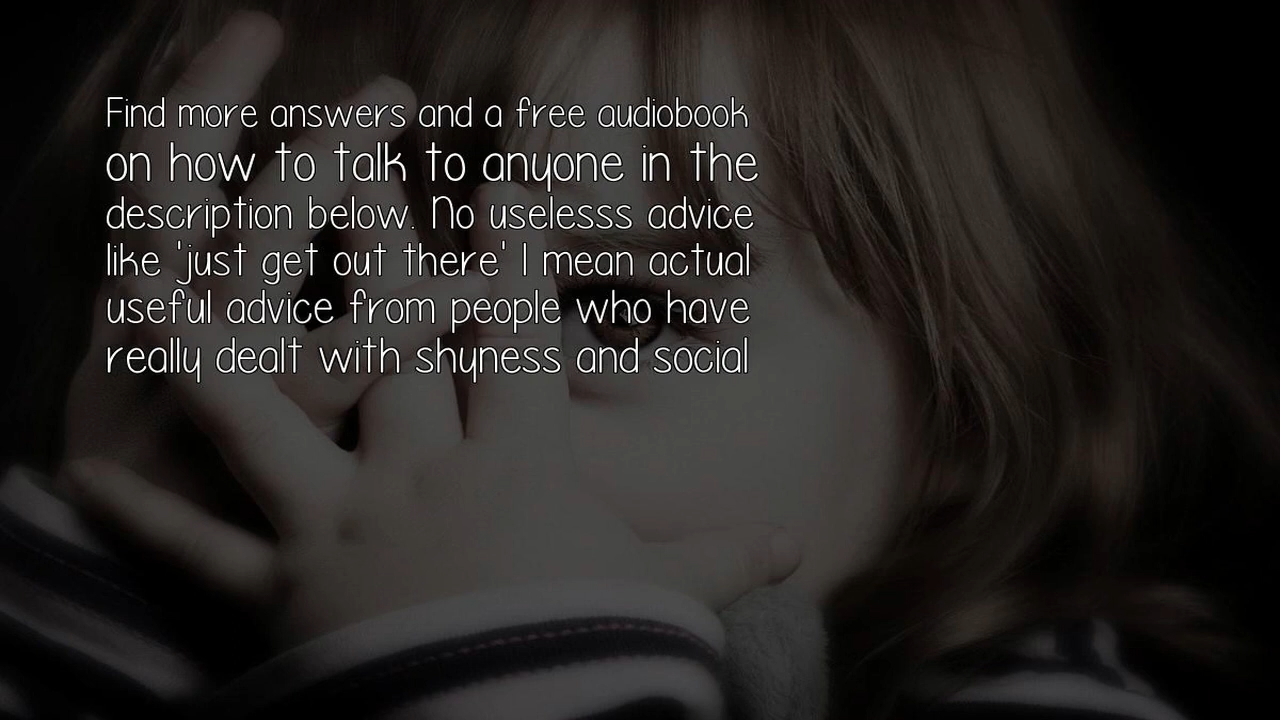 Find more answers and a free audiobook
on how to talk to anyone in the
description below. No uselesss advice
like 'just get out there' I mean actual
useful advice from people who have
really dealt with shyness and social